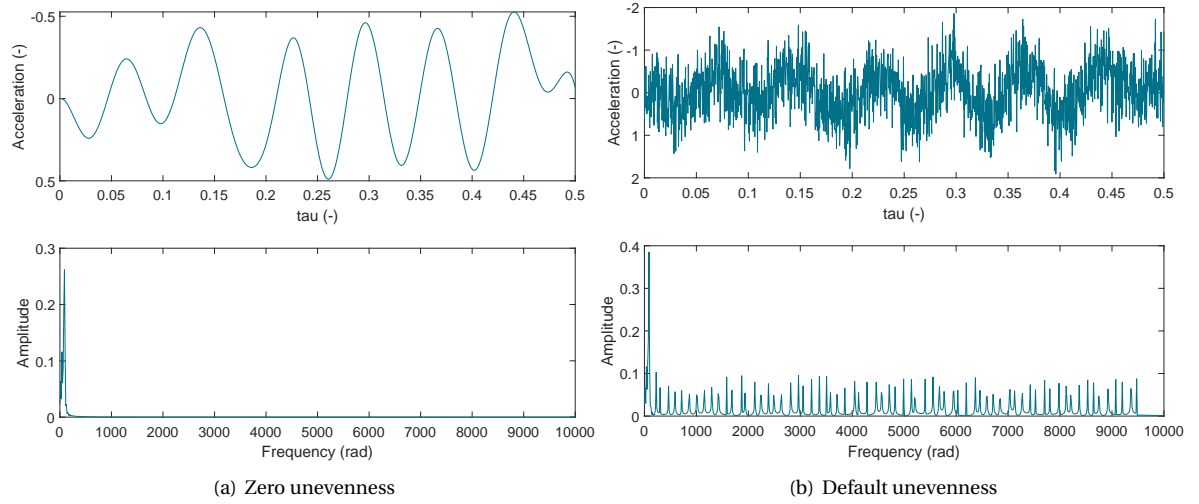 -0.5
0
0.5
Acceleration (-)
0 0.05 0.1 0.15 0.2 0.25 0.3 0.35 0.4 0.45 0.5
tau (-)
0.3
0.2
0.1
0
Amplitude
0 1000 2000 3000 4000 5000 6000 7000 8000 9000 10000
Frequency (rad)
(a) Zero unevenness
-2
-1
0
1
2
Acceleration (-)
0 0.05 0.1 0.15 0.2 0.25 0.3 0.35 0.4 0.45 0.5
tau (-)
0.4
0.3
0.2
0.1
0
Amplitude
0 1000 2000 3000 4000 5000 6000 7000 8000 9000 10000
Frequency (rad)
(b) Default unevenness